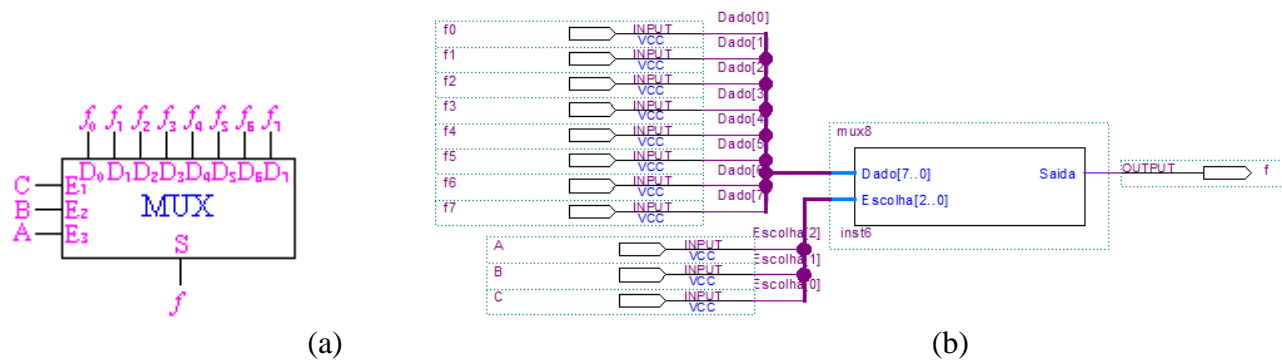 f₀ f₁ f₂ f₃ f₄ f₅ f₆ f₇
D₀ D₁ D₂ D₃ D₄ D₅ D₆ D₇
C E₁
B E₂ MUX
A E₃
S
f
(a)
Dado[0]
f0 INPUT VCC
Dado[1]
f1 INPUT VCC
Dado[2]
f2 INPUT VCC
Dado[3]
f3 INPUT VCC
Dado[4]
f4 INPUT VCC
Dado[5]
f5 INPUT VCC
Dado[6]
f6 INPUT VCC
Dado[7]
f7 INPUT VCC
mux8
Dado[7..0] Saida
Escolha[2..0]
inst6
OUTPUT f
Escolha[2]
A INPUT VCC
Escolha[1]
B INPUT VCC
Escolha[0]
C INPUT VCC
(b)